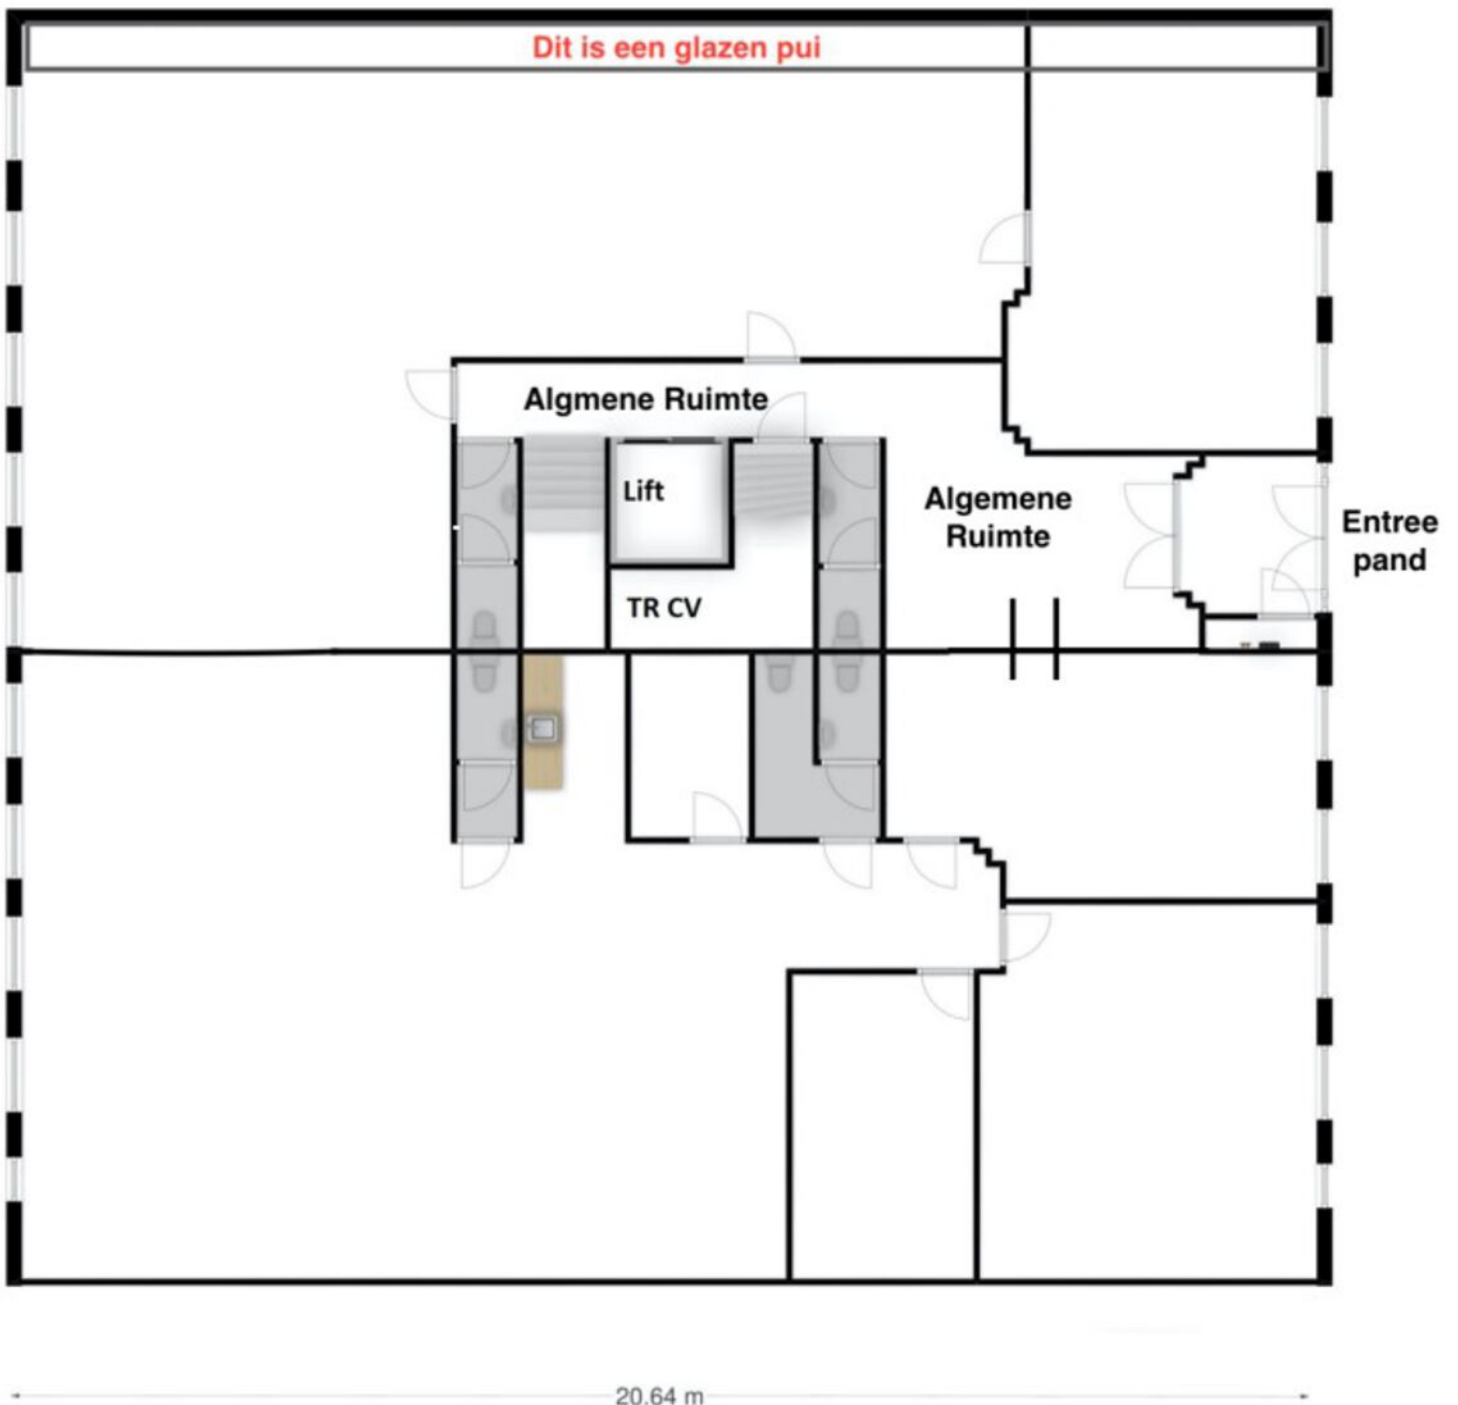 Dit is een glazen pui
Algmene Ruimte
Lift
Algemene
Ruimte
Entree
pand
TR CV
20.64 m